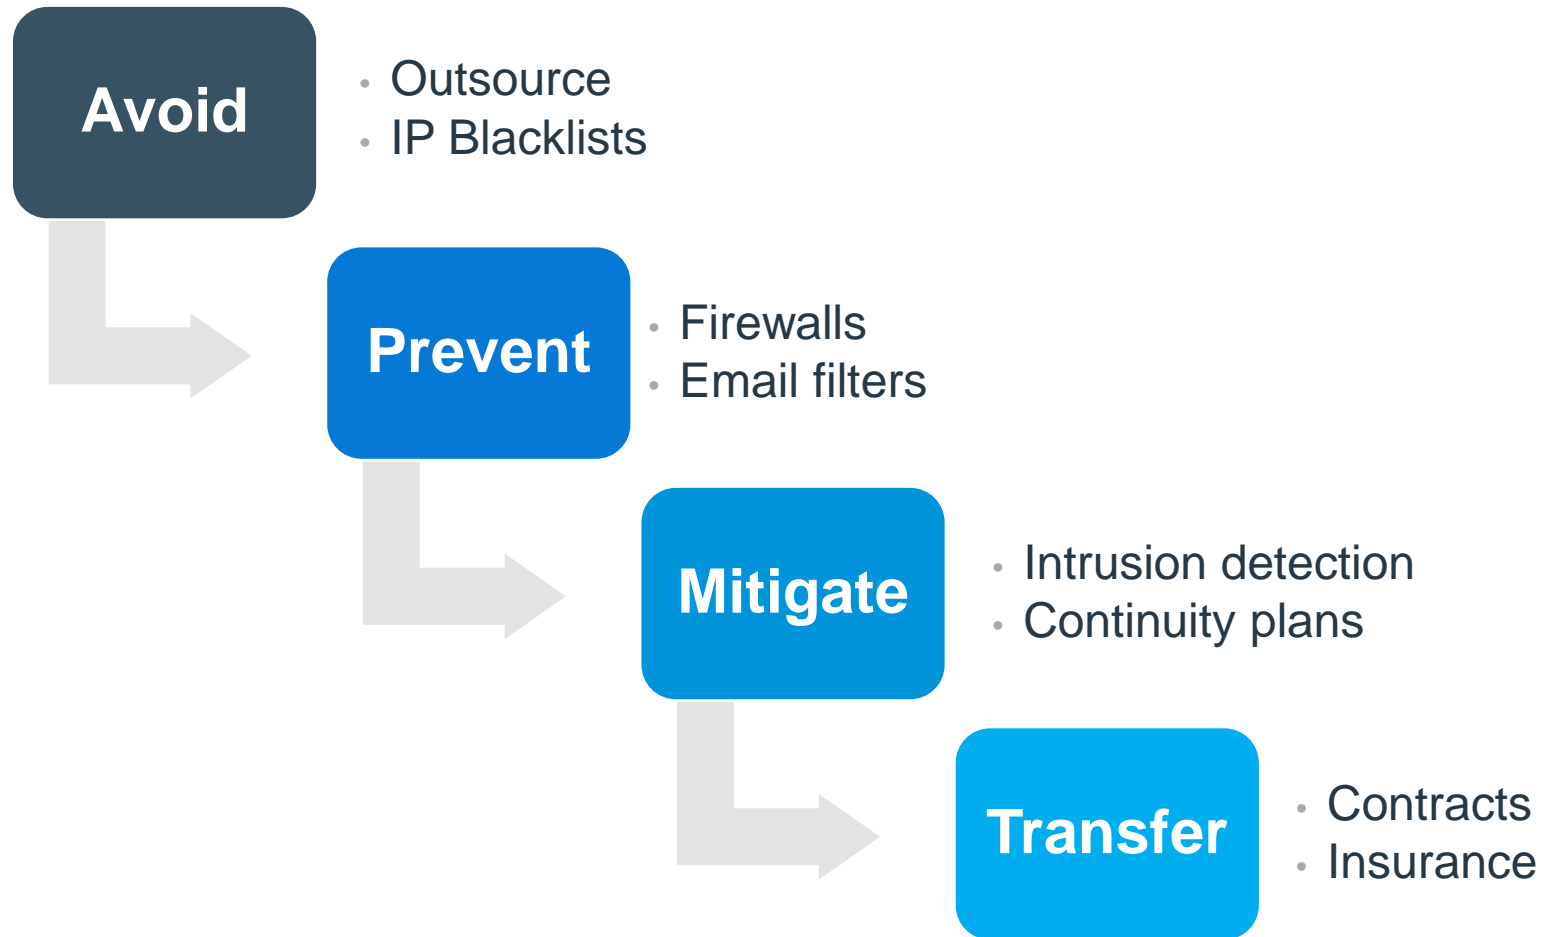 Avoid
• Outsource
• IP Blacklists
Prevent
• Firewalls
• Email filters
Mitigate
• Intrusion detection
• Continuity plans
Transfer
• Contracts
• Insurance